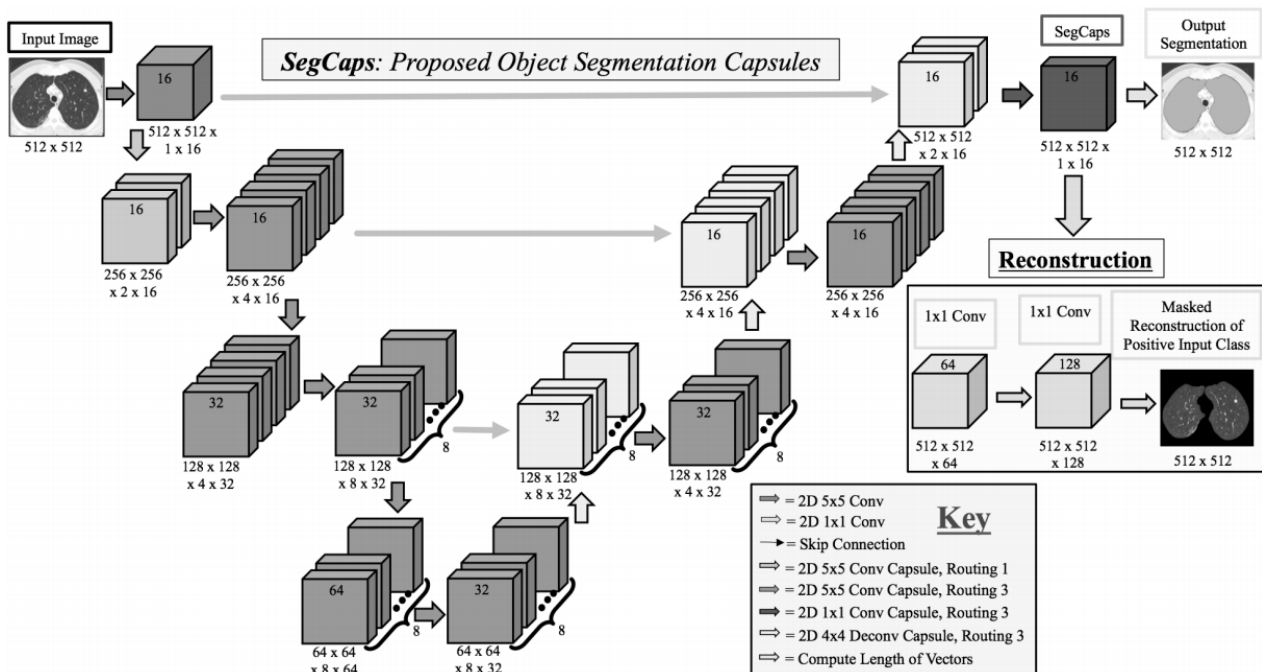 Input Image
16
512 x 512
512 x 512 x
1 x 16
SegCaps: Proposed Object Segmentation Capsules
16
512 x 512
x 2 x 16
SegCaps
16
512 x 512 x
1 x 16
Output
Segmentation
512 x 512
16
256 x 256
x 2 x 16
16
256 x 256
x 4 x 16
16
256 x 256
x 4 x 16
16
256 x 256
x 4 x 16
Reconstruction
1x1 Conv
1x1 Conv
Masked
Reconstruction of
Positive Input Class
64
512 x 512
x 64
128
512 x 512
x 128
512 x 512
32
128 x 128
x 4 x 32
32
8
128 x 128
x 8 x 32
32
8
128 x 128
x 8 x 32
32
8
128 x 128
x 4 x 32
64
8
64 x 64
x 8 x 64
32
8
64 x 64
x 8 x 32
Key
= 2D 5x5 Conv
= 2D 1x1 Conv
= Skip Connection
= 2D 5x5 Conv Capsule, Routing 1
= 2D 5x5 Conv Capsule, Routing 3
= 2D 1x1 Conv Capsule, Routing 3
= 2D 4x4 Deconv Capsule, Routing 3
= Compute Length of Vectors